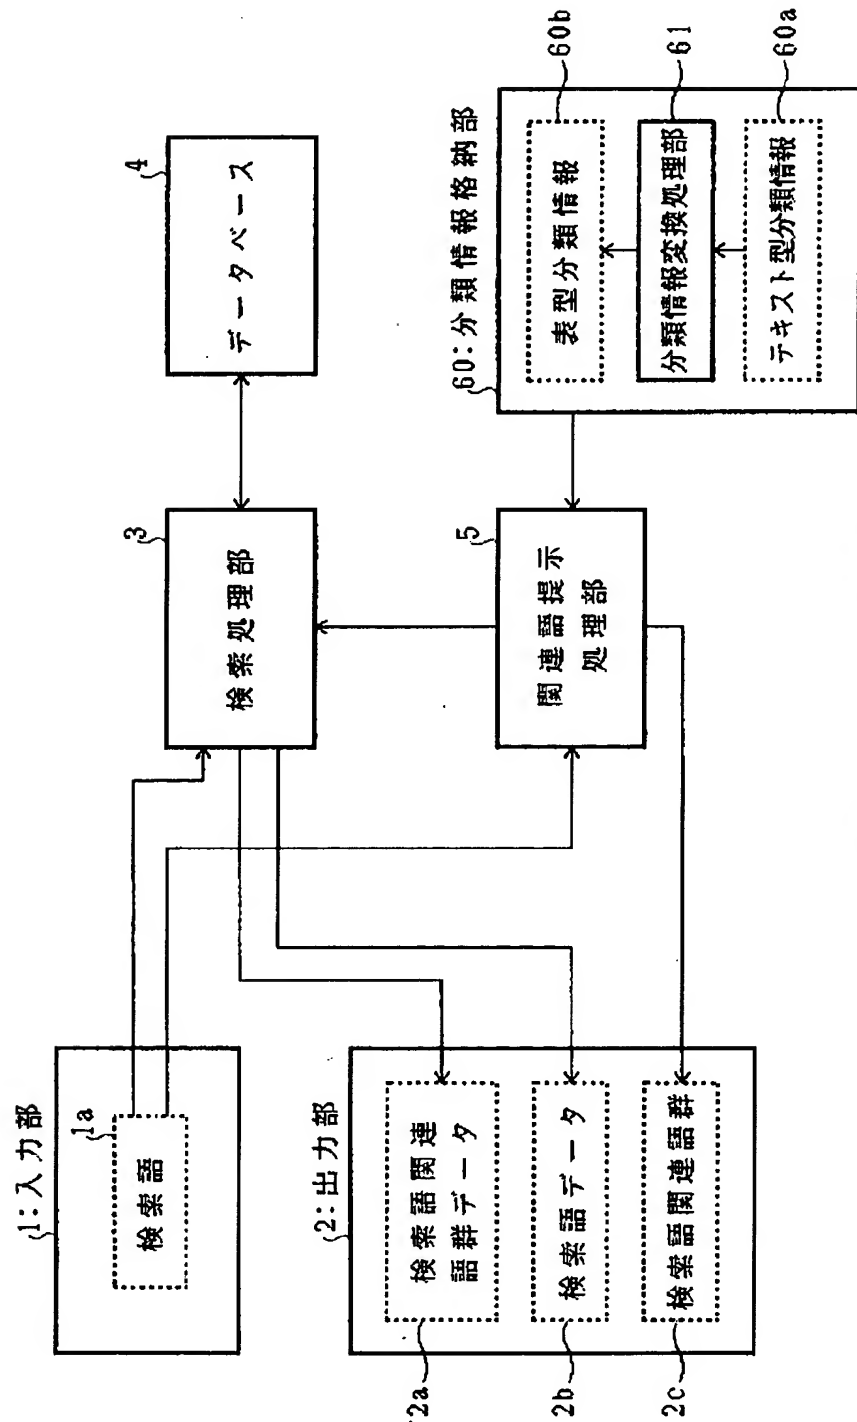 1:入力部
1a
検索語
2:出力部
検索語関連
語群データ
2a
検索語データ
2b
検索語関連語群
2c
3
検索処理部
4
データベース
5
関連語提示
処理部
60:分類情報格納部
表型分類情報
60b
分類情報変換処理部
61
テキスト型分類情報
60a